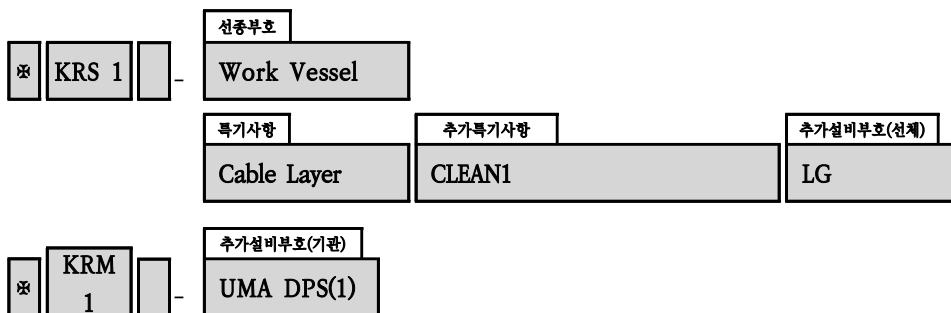 선종부호
✠ KRS 1 - Work Vessel
특기사항 추가특기사항 추가설비부호(선체)
Cable Layer CLEAN1 LG
추가설비부호(기관)
✠ KRM 1 - UMA DPS(1)